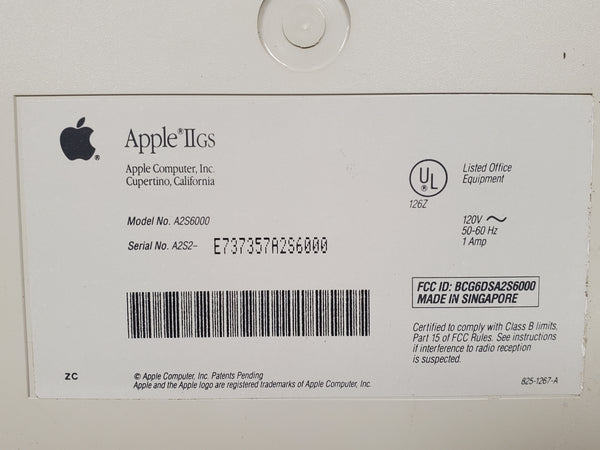 Apple®IIGS
Apple Computer, Inc.
Cupertino, California
Model No. A2S6000
Serial No. A2S2- E737357A2S6000
UL®
126Z
Listed Office
Equipment
120V ~
50-60 Hz
1 Amp
FCC ID: BCG6DSA2S6000
MADE IN SINGAPORE
Certified to comply with Class B limits,
Part 15 of FCC Rules. See instructions
if interference to radio reception
is suspected.
ZC
© Apple Computer, Inc. Patents Pending
Apple and the Apple logo are registered trademarks of Apple Computer, Inc.
825-1267-A